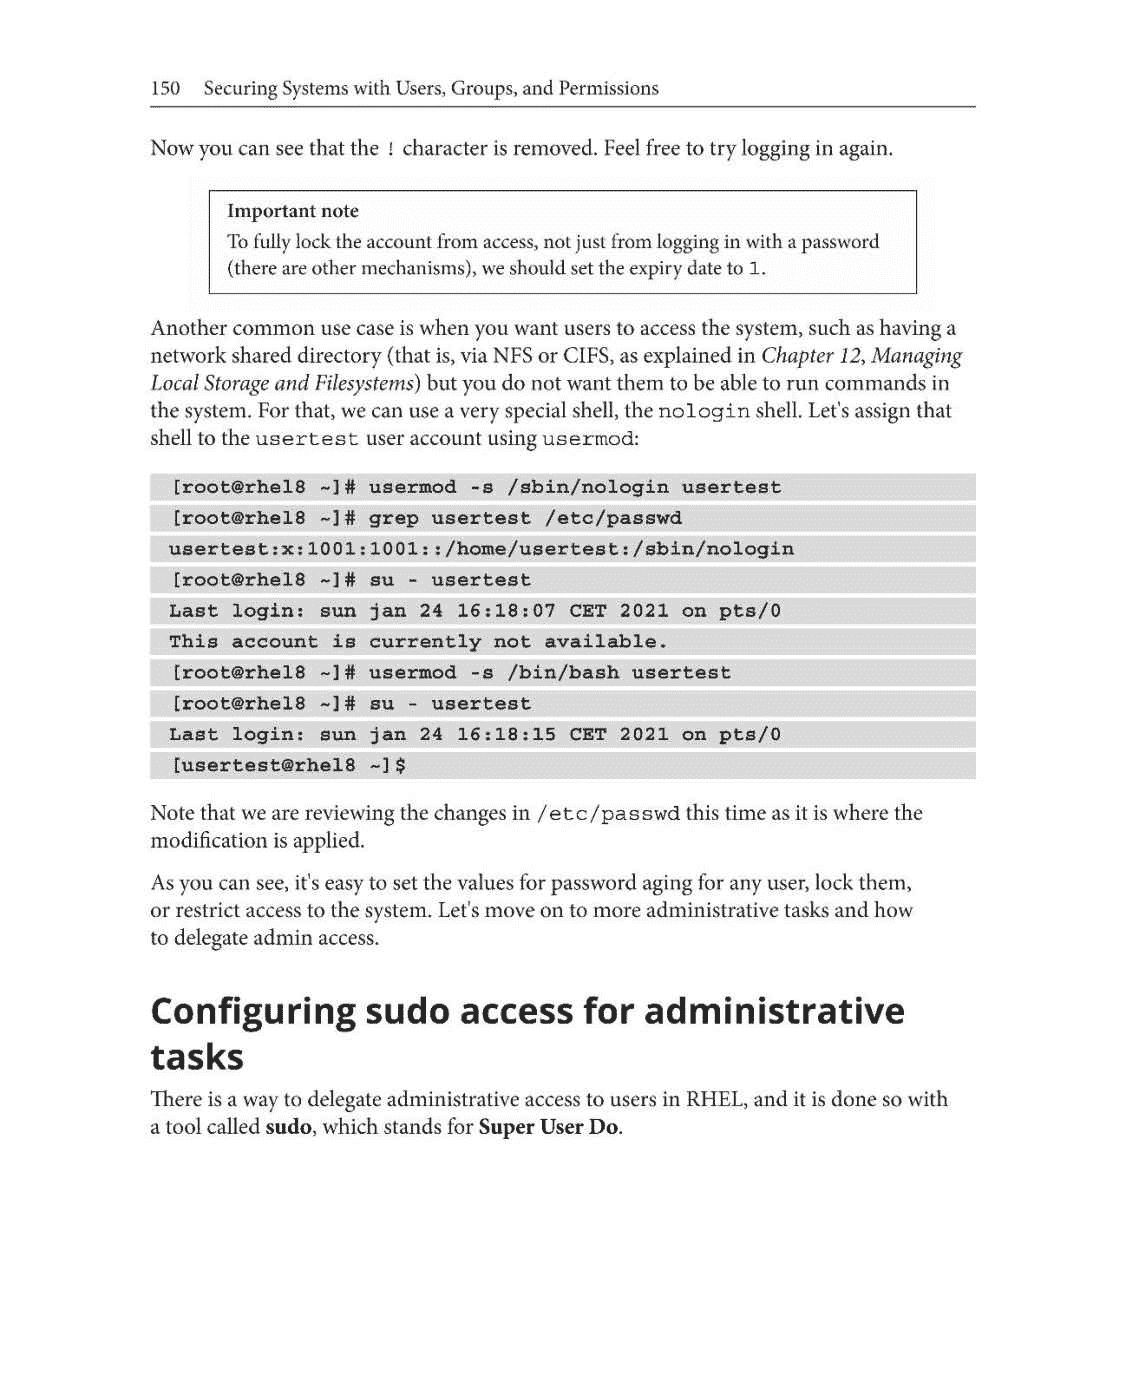 150 Securing Systems with Users, Groups, and Permissions
Now you can see that the ! character is removed. Feel free to try logging in again.
Important note
To fully lock the account from access, not just from logging in with a password
(there are other mechanisms), we should set the expiry date to 1.
Another common use case is when you want users to access the system, such as having a
network shared directory (that is, via NFS or CIFS, as explained in Chapter 12, Managing
Local Storage and Filesystems) but you do not want them to be able to run commands in
the system. For that, we can use a very special shell, the nologin shell. Let's assign that
shell to the usertest user account using usermod:
[root@rhel8 ~]# usermod -s /sbin/nologin usertest
[root@rhel8 ~]# grep usertest /etc/passwd
usertest:x:1001:1001::/home/usertest:/sbin/nologin
[root@rhel8 ~]# su - usertest
Last login: sun jan 24 16:18:07 CET 2021 on pts/0
This account is currently not available.
[root@rhel8 ~]# usermod -s /bin/bash usertest
[root@rhel8 ~]# su - usertest
Last login: sun jan 24 16:18:15 CET 2021 on pts/0
[usertest@rhel8 ~]$
Note that we are reviewing the changes in /etc/passwd this time as it is where the
modification is applied.
As you can see, it's easy to set the values for password aging for any user, lock them,
or restrict access to the system. Let's move on to more administrative tasks and how
to delegate admin access.
Configuring sudo access for administrative
tasks
There is a way to delegate administrative access to users in RHEL, and it is done so with
a tool called sudo, which stands for Super User Do.